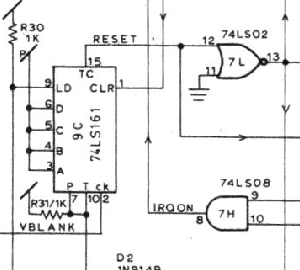 R30
1K
P
RESET
74LS02
12
7L
13
11
15
TC
9
LD
CLR
1
6
D
5
C
4
B
3
A
9C
74LS161
P
T
CK
7
10
2
R31/1K
VBLANK
74LS08
IRQON
8
7H
9
10
D2
1N914B